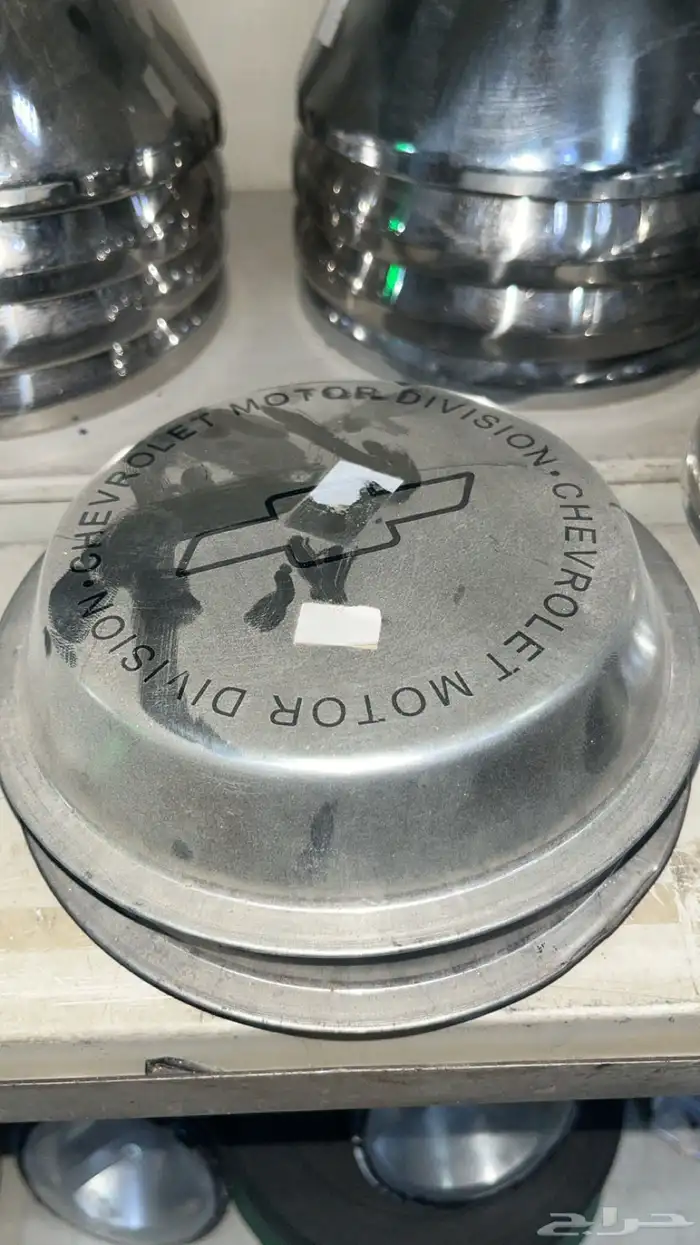 CHEVROLET MOTOR DIVISION • CHEVROLET MOTOR DIVISION •
حراج